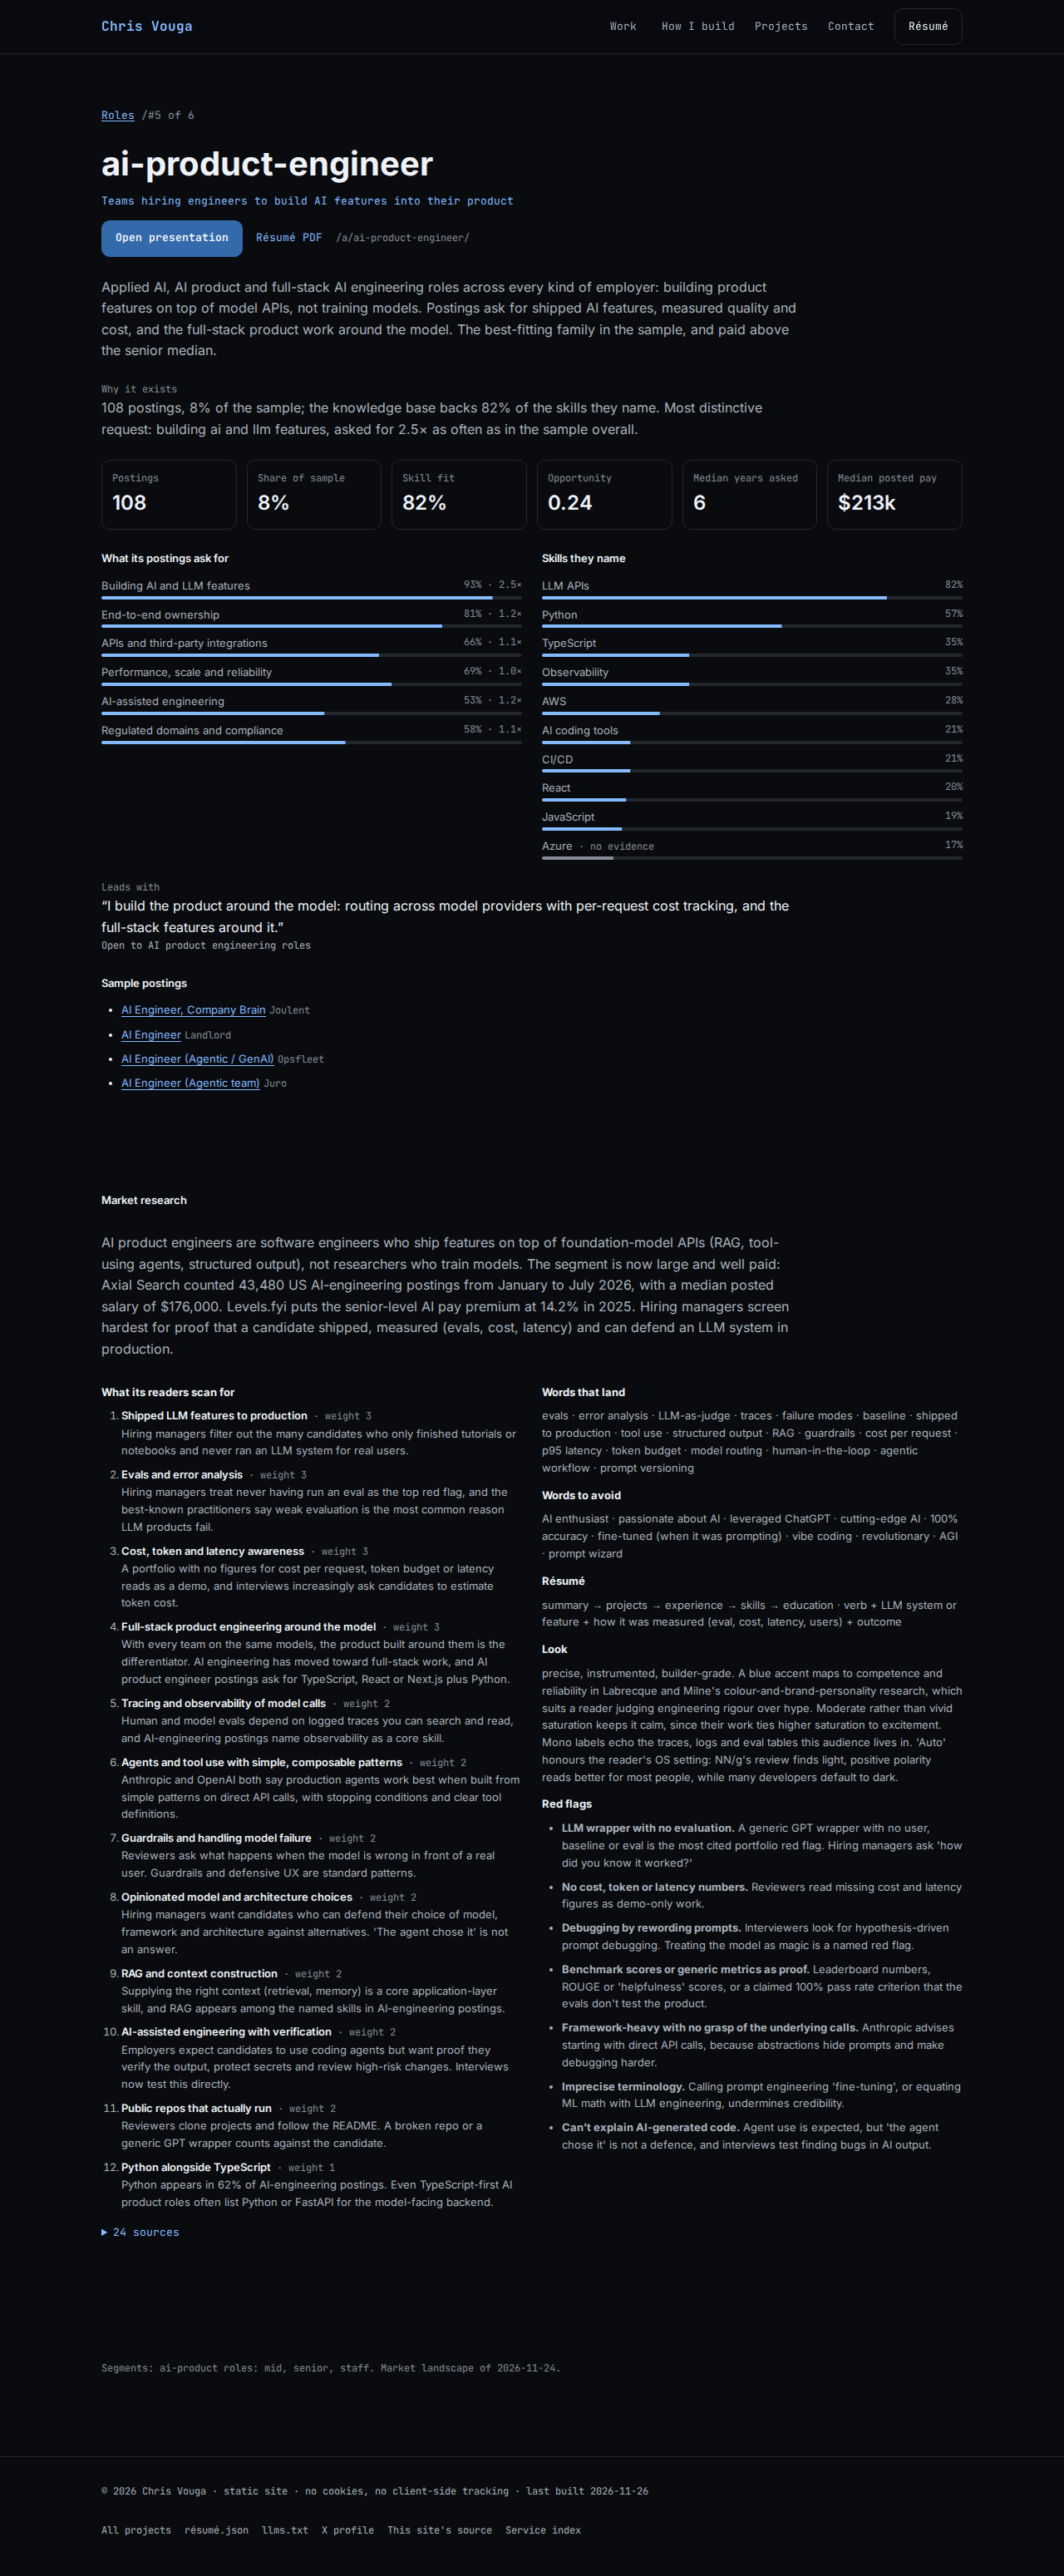 Chris Vouga
Work How I build Projects Contact Résumé
Roles /#5 of 6
ai-product-engineer
Teams hiring engineers to build AI features into their product
Open presentation Résumé PDF /a/ai-product-engineer/
Applied AI, AI product and full-stack AI engineering roles across every kind of employer: building product
features on top of model APIs, not training models. Postings ask for shipped AI features, measured quality and
cost, and the full-stack product work around the model. The best-fitting family in the sample, and paid above
the senior median.
Why it exists
108 postings, 8% of the sample; the knowledge base backs 82% of the skills they name. Most distinctive
request: building ai and llm features, asked for 2.5× as often as in the sample overall.
Postings
108
Share of sample
8%
Skill fit
82%
Opportunity
0.24
Median years asked
6
Median posted pay
$213k
What its postings ask for
Building AI and LLM features 93% · 2.5×
End-to-end ownership 81% · 1.2×
APIs and third-party integrations 66% · 1.1×
Performance, scale and reliability 69% · 1.0×
AI-assisted engineering 53% · 1.2×
Regulated domains and compliance 58% · 1.1×
Skills they name
LLM APIs 82%
Python 57%
TypeScript 35%
Observability 35%
AWS 28%
AI coding tools 21%
CI/CD 21%
React 20%
JavaScript 19%
Azure · no evidence 17%
Leads with
“I build the product around the model: routing across model providers with per-request cost tracking, and the
full-stack features around it.”
Open to AI product engineering roles
Sample postings
• AI Engineer, Company Brain Joulent
• AI Engineer Landlord
• AI Engineer (Agentic / GenAI) Opsfleet
• AI Engineer (Agentic team) Juro
Market research
AI product engineers are software engineers who ship features on top of foundation-model APIs (RAG, tool-
using agents, structured output), not researchers who train models. The segment is now large and well paid:
Axial Search counted 43,480 US AI-engineering postings from January to July 2026, with a median posted
salary of $176,000. Levels.fyi puts the senior-level AI pay premium at 14.2% in 2025. Hiring managers screen
hardest for proof that a candidate shipped, measured (evals, cost, latency) and can defend an LLM system in
production.
What its readers scan for
1. Shipped LLM features to production · weight 3
Hiring managers filter out the many candidates who only finished tutorials or
notebooks and never ran an LLM system for real users.
2. Evals and error analysis · weight 3
Hiring managers treat never having run an eval as the top red flag, and the
best-known practitioners say weak evaluation is the most common reason
LLM products fail.
3. Cost, token and latency awareness · weight 3
A portfolio with no figures for cost per request, token budget or latency
reads as a demo, and interviews increasingly ask candidates to estimate
token cost.
4. Full-stack product engineering around the model · weight 3
With every team on the same models, the product built around them is the
differentiator. AI engineering has moved toward full-stack work, and AI
product engineer postings ask for TypeScript, React or Next.js plus Python.
5. Tracing and observability of model calls · weight 2
Human and model evals depend on logged traces you can search and read,
and AI-engineering postings name observability as a core skill.
6. Agents and tool use with simple, composable patterns · weight 2
Anthropic and OpenAI both say production agents work best when built from
simple patterns on direct API calls, with stopping conditions and clear tool
definitions.
7. Guardrails and handling model failure · weight 2
Reviewers ask what happens when the model is wrong in front of a real
user. Guardrails and defensive UX are standard patterns.
8. Opinionated model and architecture choices · weight 2
Hiring managers want candidates who can defend their choice of model,
framework and architecture against alternatives. 'The agent chose it' is not
an answer.
9. RAG and context construction · weight 2
Supplying the right context (retrieval, memory) is a core application-layer
skill, and RAG appears among the named skills in AI-engineering postings.
10. AI-assisted engineering with verification · weight 2
Employers expect candidates to use coding agents but want proof they
verify the output, protect secrets and review high-risk changes. Interviews
now test this directly.
11. Public repos that actually run · weight 2
Reviewers clone projects and follow the README. A broken repo or a
generic GPT wrapper counts against the candidate.
12. Python alongside TypeScript · weight 1
Python appears in 62% of AI-engineering postings. Even TypeScript-first AI
product roles often list Python or FastAPI for the model-facing backend.
▶ 24 sources
Words that land
evals · error analysis · LLM-as-judge · traces · failure modes · baseline · shipped
to production · tool use · structured output · RAG · guardrails · cost per request ·
p95 latency · token budget · model routing · human-in-the-loop · agentic
workflow · prompt versioning
Words to avoid
AI enthusiast · passionate about AI · leveraged ChatGPT · cutting-edge AI · 100%
accuracy · fine-tuned (when it was prompting) · vibe coding · revolutionary · AGI
· prompt wizard
Résumé
summary → projects → experience → skills → education · verb + LLM system or
feature + how it was measured (eval, cost, latency, users) + outcome
Look
precise, instrumented, builder-grade. A blue accent maps to competence and
reliability in Labrecque and Milne's colour-and-brand-personality research, which
suits a reader judging engineering rigour over hype. Moderate rather than vivid
saturation keeps it calm, since their work ties higher saturation to excitement.
Mono labels echo the traces, logs and eval tables this audience lives in. 'Auto'
honours the reader's OS setting: NN/g's review finds light, positive polarity
reads better for most people, while many developers default to dark.
Red flags
• LLM wrapper with no evaluation. A generic GPT wrapper with no user,
baseline or eval is the most cited portfolio red flag. Hiring managers ask 'how
did you know it worked?'
• No cost, token or latency numbers. Reviewers read missing cost and latency
figures as demo-only work.
• Debugging by rewording prompts. Interviewers look for hypothesis-driven
prompt debugging. Treating the model as magic is a named red flag.
• Benchmark scores or generic metrics as proof. Leaderboard numbers,
ROUGE or 'helpfulness' scores, or a claimed 100% pass rate criterion that the
evals don't test the product.
• Framework-heavy with no grasp of the underlying calls. Anthropic advises
starting with direct API calls, because abstractions hide prompts and make
debugging harder.
• Imprecise terminology. Calling prompt engineering 'fine-tuning', or equating
ML math with LLM engineering, undermines credibility.
• Can't explain AI-generated code. Agent use is expected, but 'the agent
chose it' is not a defence, and interviews test finding bugs in AI output.
Segments: ai-product roles: mid, senior, staff. Market landscape of 2026-11-24.
© 2026 Chris Vouga · static site · no cookies, no client-side tracking · last built 2026-11-26
All projects résumé.json llms.txt X profile This site's source Service index